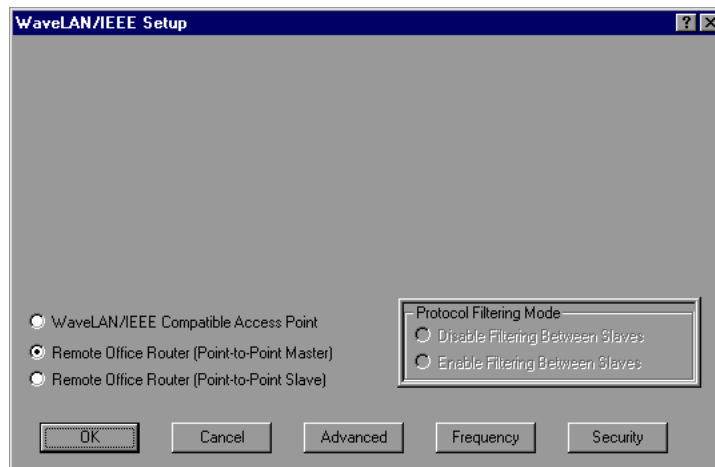 WaveLAN/IEEE Setup
WaveLAN/IEEE Compatible Access Point
Remote Office Router (Point-to-Point Master)
Remote Office Router (Point-to-Point Slave)
Protocol Filtering Mode
Disable Filtering Between Slaves
Enable Filtering Between Slaves
OK Cancel Advanced Frequency Security